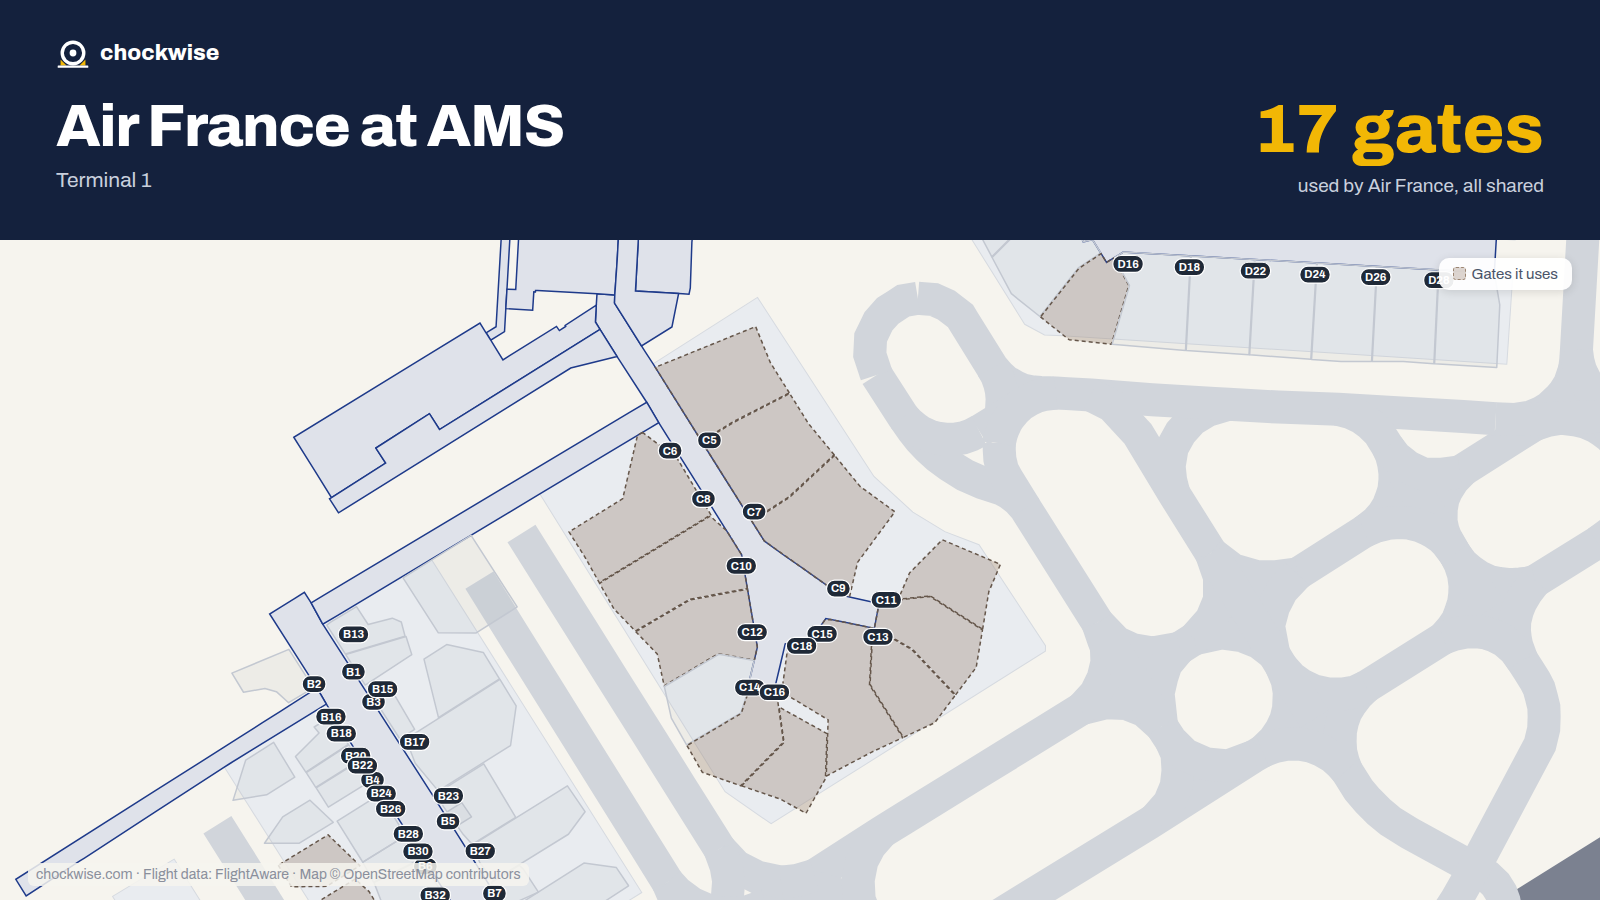 chockwise
Air France at AMS
Terminal 1
17 gates
used by Air France, all shared
Gates it uses
D16
D18
D22
D24
D26
C5
C6
C8
C7
C10
C9
C11
C12
C15
C13
C18
C14
C16
B13
B1
B2
B15
B3
B16
B18
B17
B20
B22
B4
B24
B23
B26
B5
B28
B30
B27
B32
B7
chockwise.com · Flight data: FlightAware · Map © OpenStreetMap contributors